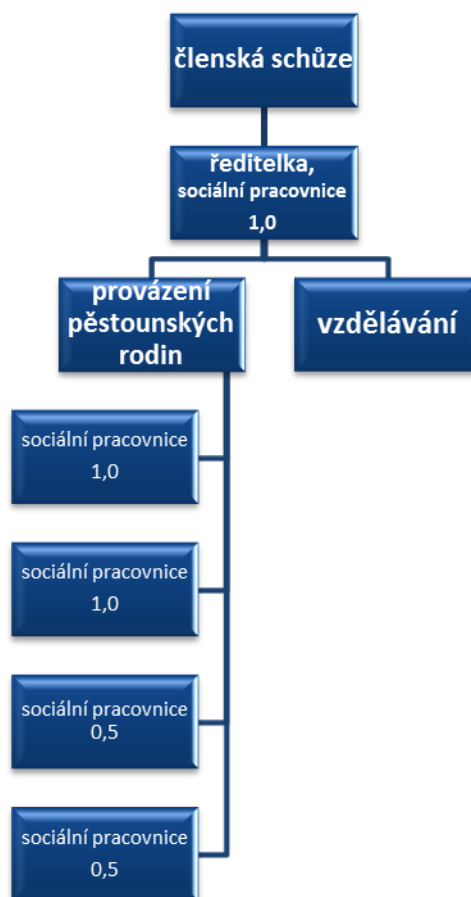 členská schůze
ředitelka,
sociální pracovnice
1,0
provázení
pěstounských
rodin
vzdělávání
sociální pracovnice
1,0
sociální pracovnice
1,0
sociální pracovnice
0,5
sociální pracovnice
0,5